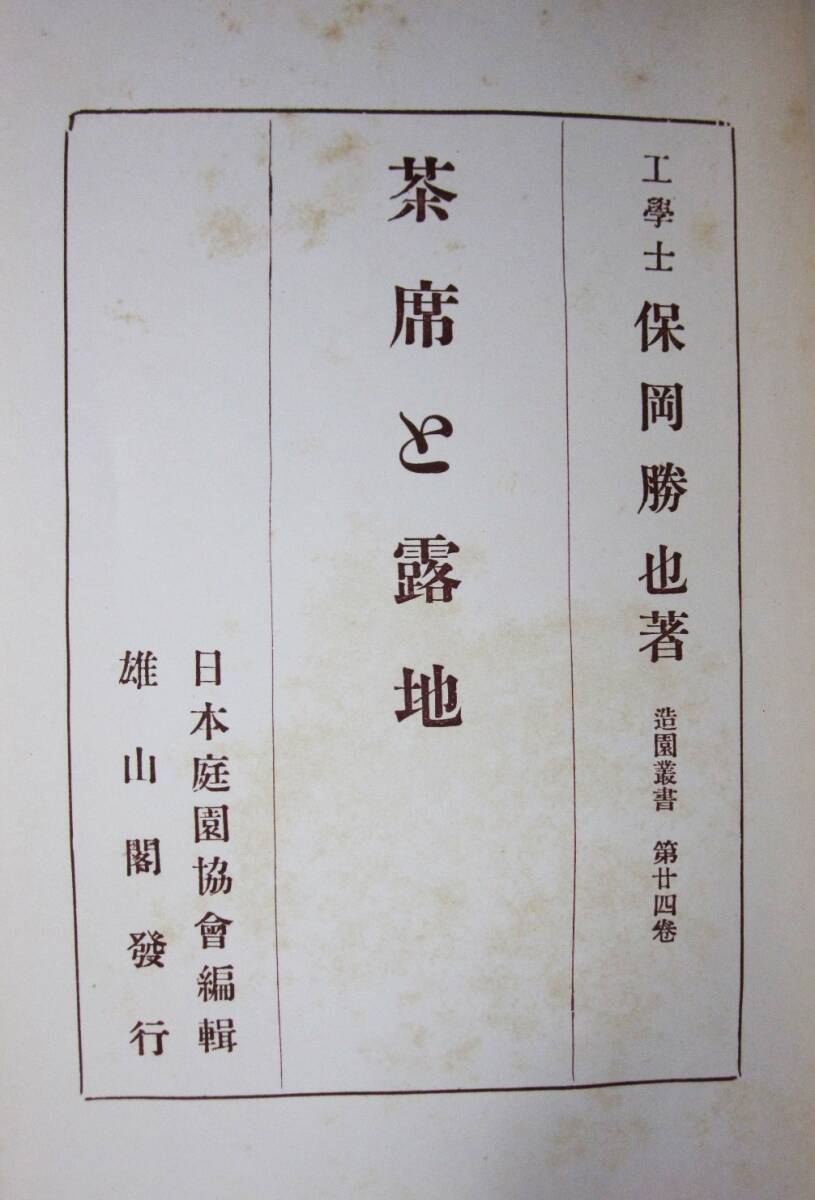 工學士 保岡勝也著 造園叢書 第廿四卷
茶席と露地
日本庭園協會編輯
雄山閣發行